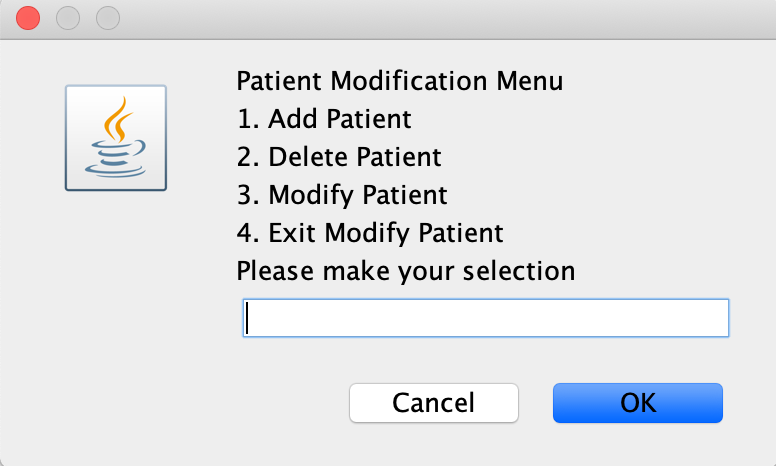 Patient Modification Menu
1. Add Patient
2. Delete Patient
3. Modify Patient
4. Exit Modify Patient
Please make your selection
Cancel OK